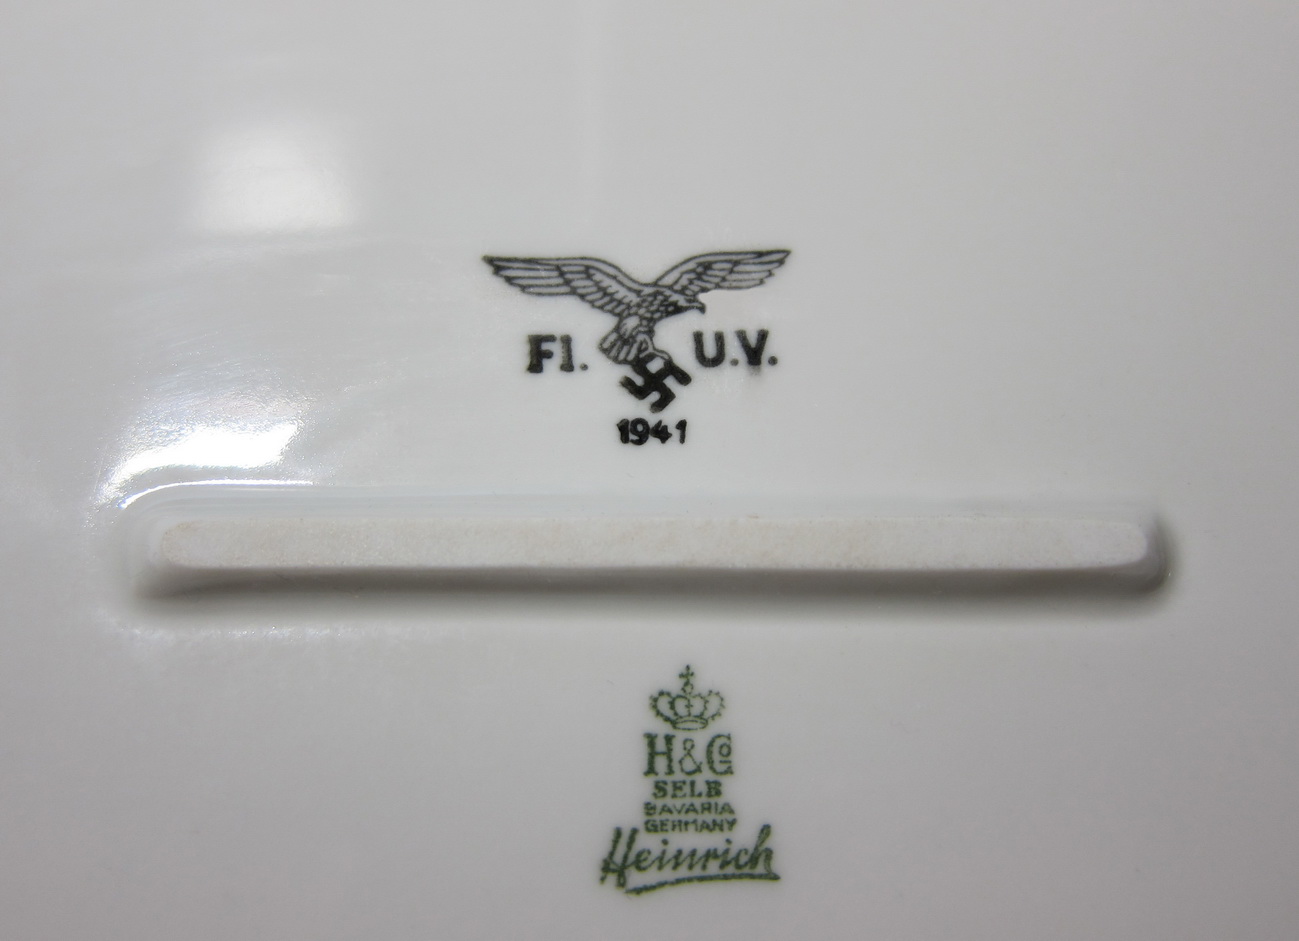 Fl. U.V.
1941
H&Co
SELB
BAVARIA
GERMANY
Heinrich